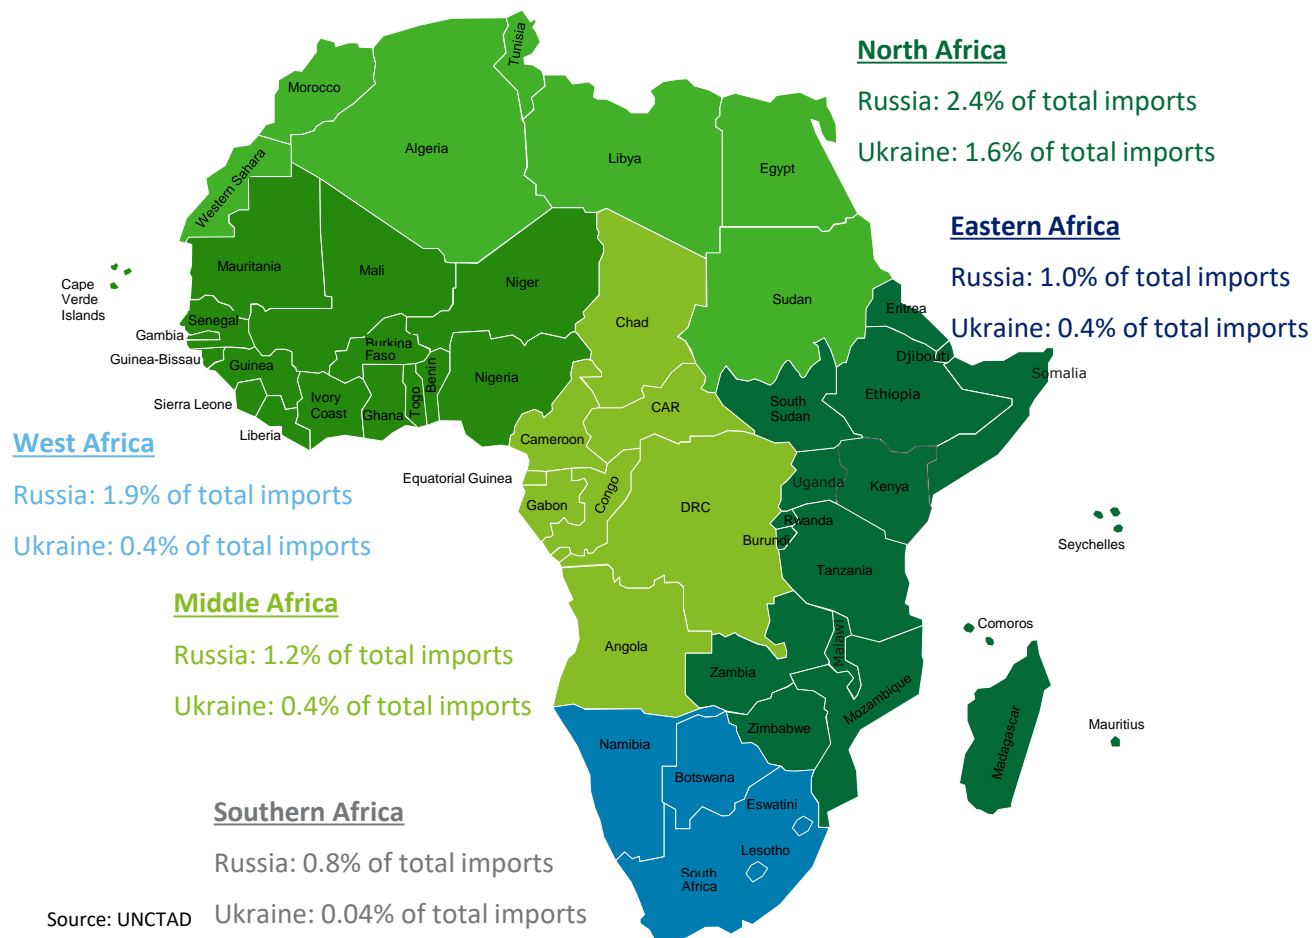 North Africa
Russia: 2.4% of total imports
Ukraine: 1.6% of total imports
Eastern Africa
Russia: 1.0% of total imports
Ukraine: 0.4% of total imports
West Africa
Russia: 1.9% of total imports
Ukraine: 0.4% of total imports
Middle Africa
Russia: 1.2% of total imports
Ukraine: 0.4% of total imports
Southern Africa
Russia: 0.8% of total imports
Ukraine: 0.04% of total imports
Source: UNCTAD
Tunisia
Morocco
Algeria
Libya
Egypt
Western Sahara
Mauritania
Mali
Niger
Chad
Sudan
Eritrea
Cape
Verde
Islands
Senegal
Gambia
Guinea-Bissau
Guinea
Sierra Leone
Liberia
Ivory
Coast
Burkina
Faso
Ghana
Togo
Benin
Nigeria
Cameroon
CAR
South
Sudan
Ethiopia
Djibouti
Somalia
Equatorial Guinea
Gabon
Congo
DRC
Uganda
Kenya
Rwanda
Burundi
Tanzania
Seychelles
Comoros
Angola
Zambia
Malawi
Mozambique
Zimbabwe
Madagascar
Mauritius
Namibia
Botswana
Eswatini
Lesotho
South
Africa